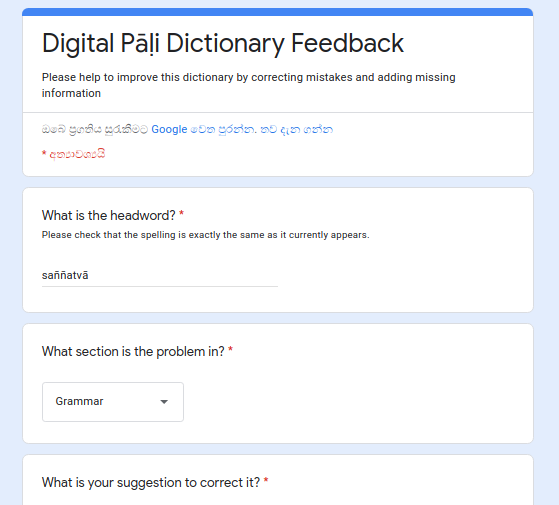 Digital Pāḷi Dictionary Feedback
Please help to improve this dictionary by correcting mistakes and adding missing
information
ඔබේ ප්‍රගතිය සුරැකීමට Google වෙත පුරන්න. තව දැන ගන්න
* අත්‍යාවශ්‍යයි
What is the headword? *
Please check that the spelling is exactly the same as it currently appears.
saññatvā
What section is the problem in? *
Grammar
What is your suggestion to correct it? *